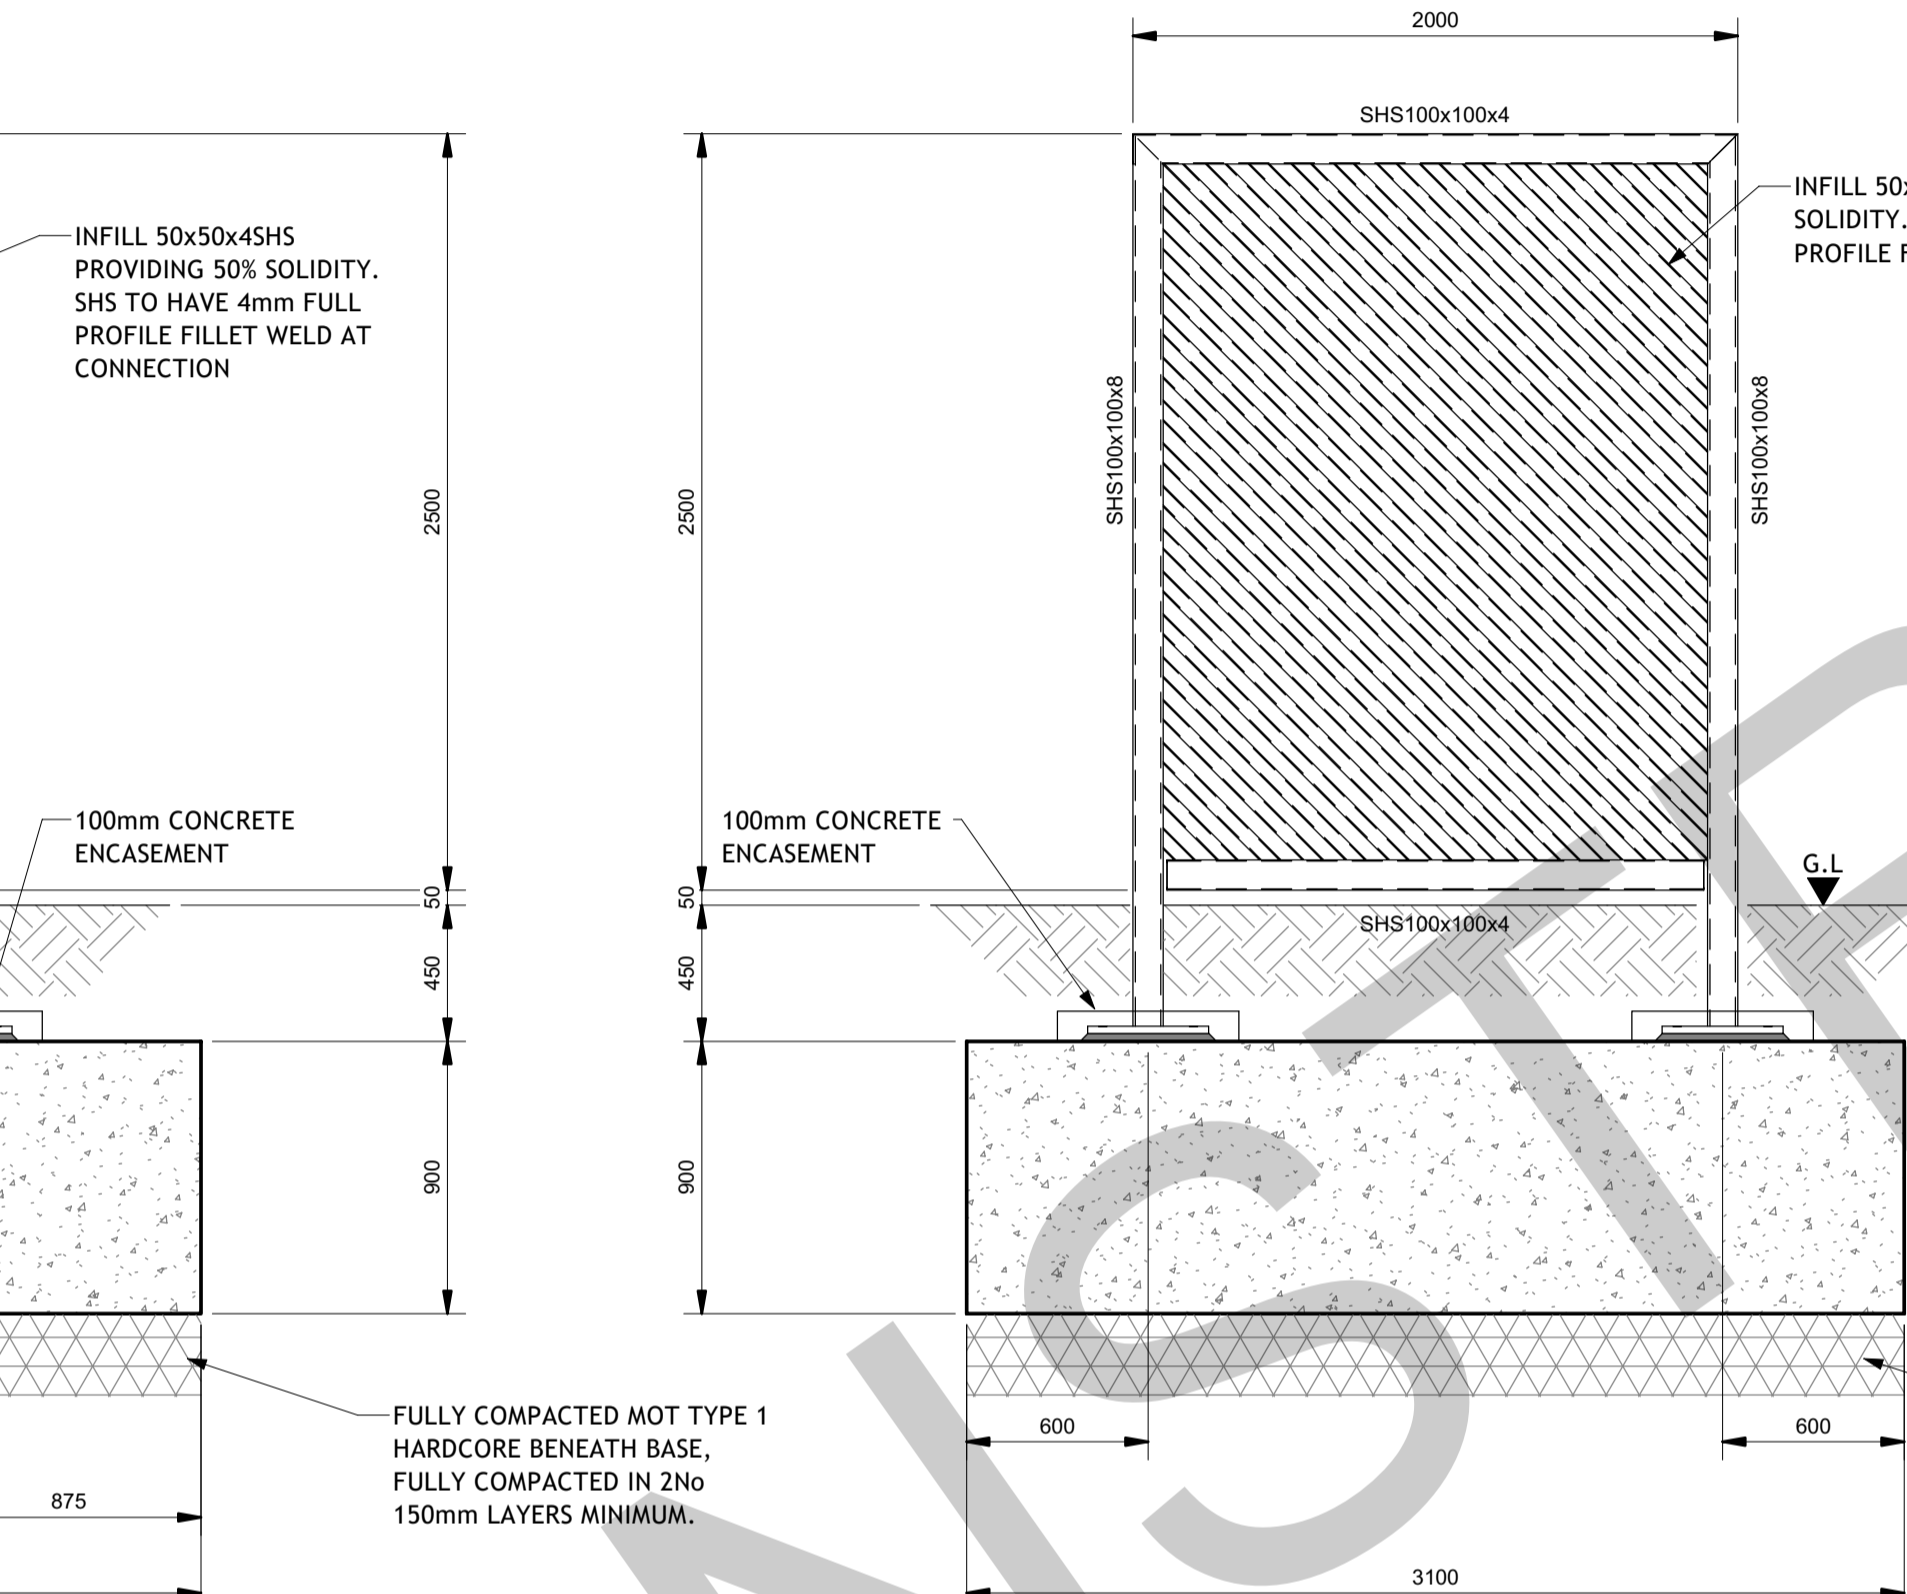 2000
SHS100x100x4
INFILL 50x50x4SHS
PROVIDING 50% SOLIDITY.
SHS TO HAVE 4mm FULL
PROFILE FILLET WELD AT
CONNECTION
INFILL 50x
SOLIDITY.
PROFILE F
2500
2500
SHS100x100x8
SHS100x100x8
100mm CONCRETE
ENCASEMENT
100mm CONCRETE
ENCASEMENT
G.L
50
50
SHS100x100x4
450
450
900
900
FULLY COMPACTED MOT TYPE 1
HARDCORE BENEATH BASE,
FULLY COMPACTED IN 2No
150mm LAYERS MINIMUM.
600
600
875
3100